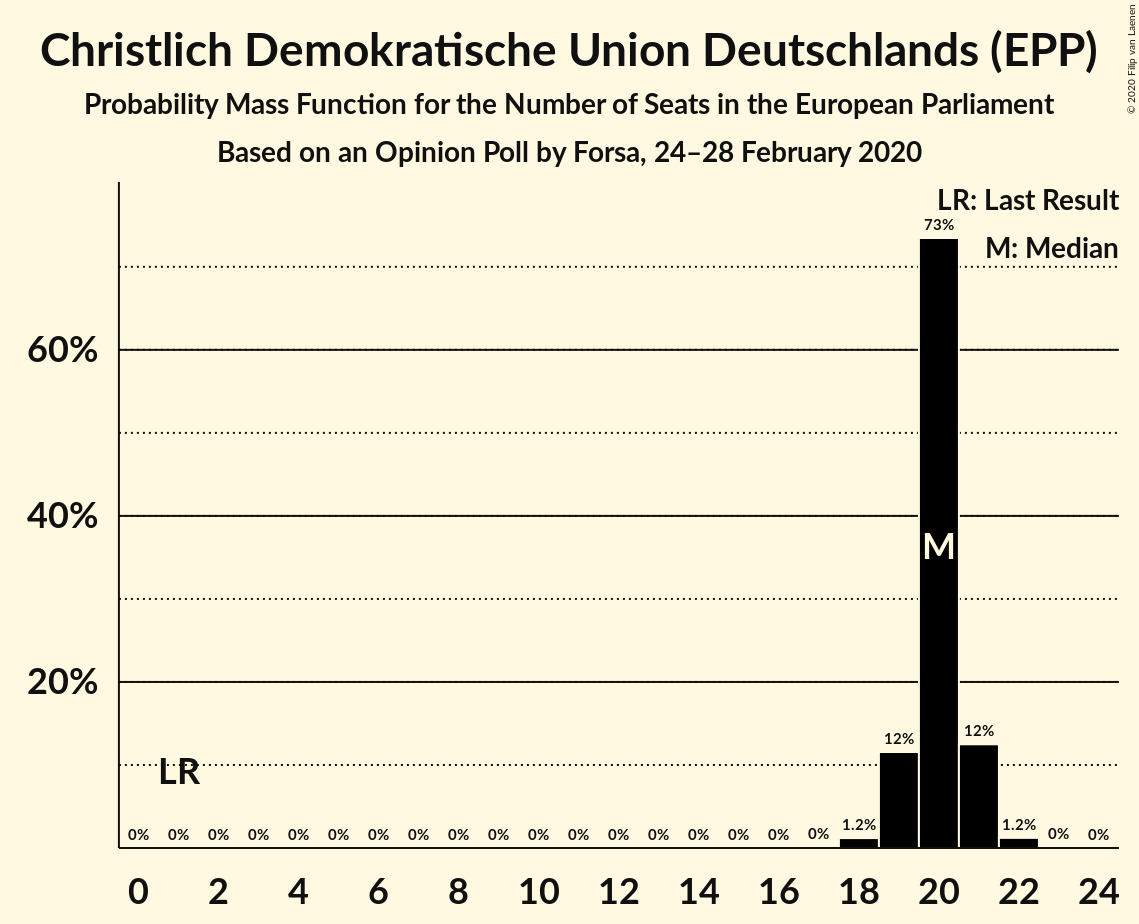 Christlich Demokratische Union Deutschlands (EPP)
Probability Mass Function for the Number of Seats in the European Parliament
Based on an Opinion Poll by Forsa, 24–28 February 2020
© 2020 Filip van Laenen
LR: Last Result
M: Median
73%
60%
40%
M
20%
12%
12%
LR
0% 0% 0% 0% 0% 0% 0% 0% 0% 0% 0% 0% 0% 0% 0% 0% 0% 0% 1.2% 1.2% 0% 0%
0 2 4 6 8 10 12 14 16 18 20 22 24